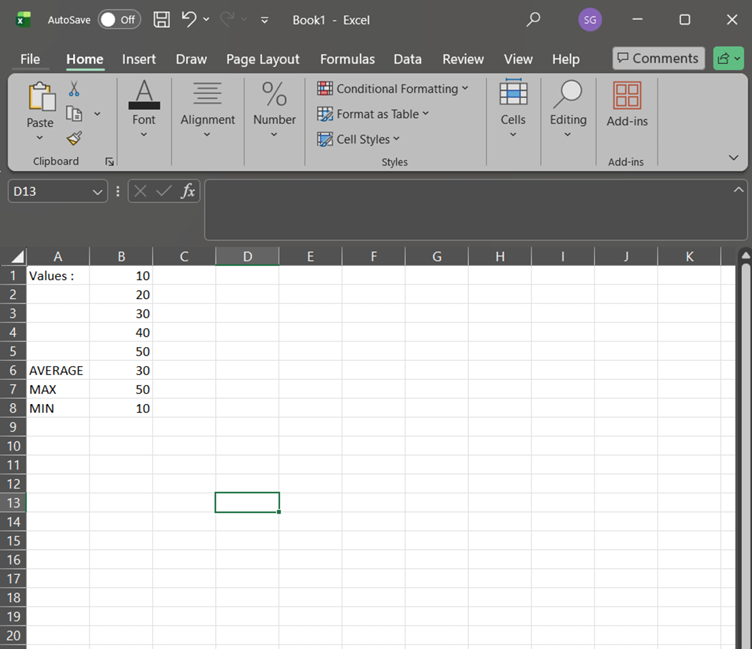 AutoSave Off Book1 - Excel SG
File Home Insert Draw Page Layout Formulas Data Review View Help Comments
Paste Font Alignment Number Conditional Formatting Format as Table Cell Styles Cells Editing Add-ins
Clipboard Styles Add-ins
D13 fx
A B C D E F G H I J K
1 Values : 10
2 20
3 30
4 40
5 50
6 AVERAGE 30
7 MAX 50
8 MIN 10
9
10
11
12
13
14
15
16
17
18
19
20